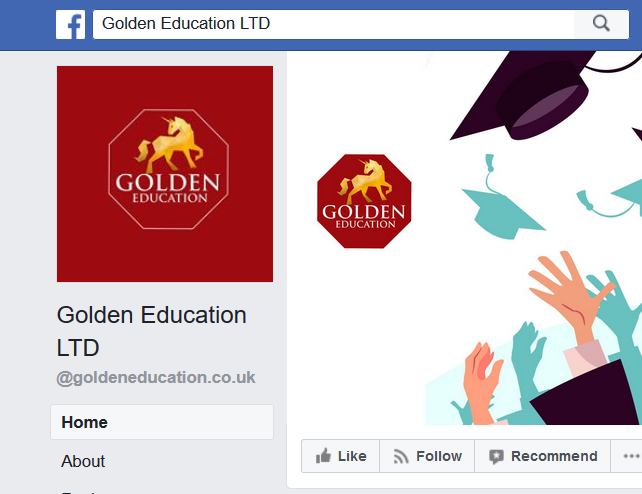 Golden Education LTD
GOLDEN
EDUCATION
GOLDEN
EDUCATION
Golden Education
LTD
@goldeneducation.co.uk
Home
About
Like
Follow
Recommend